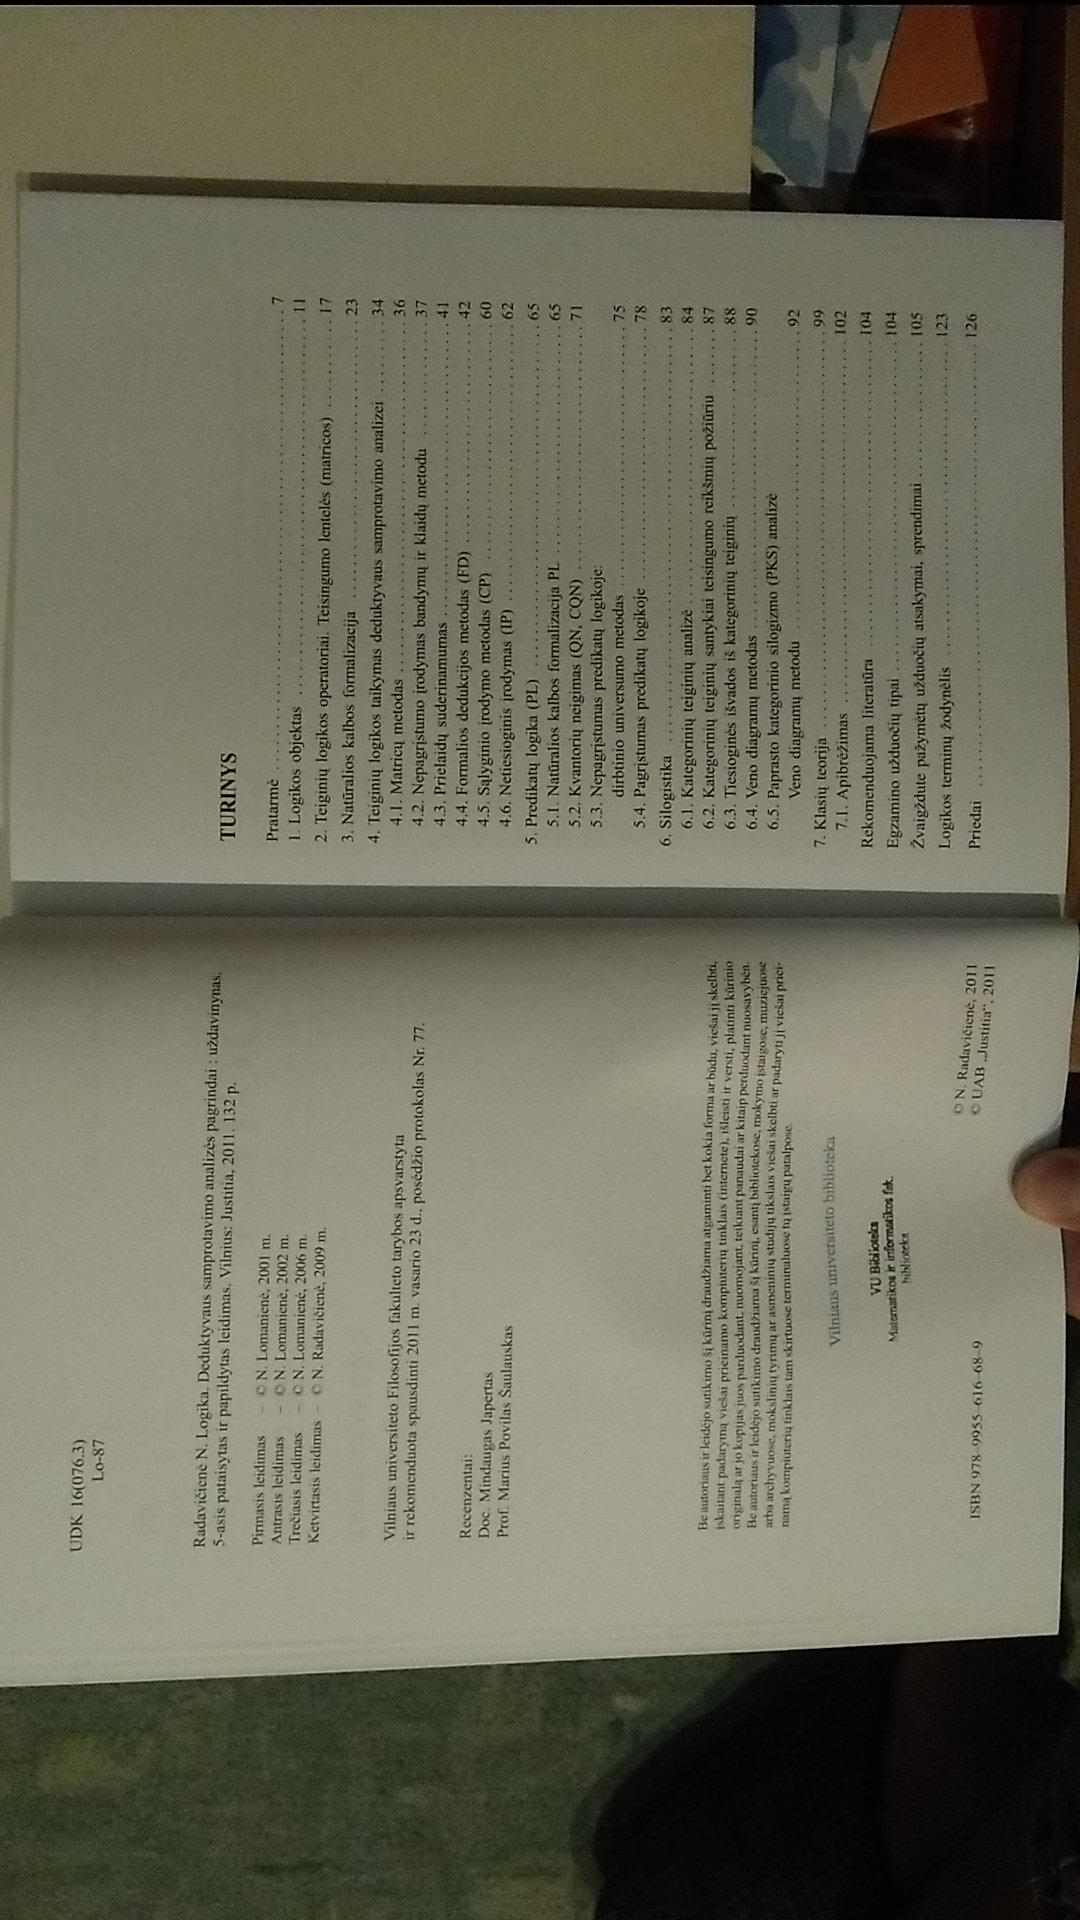 UDK 16(076.3)
Lo-87
Radavičienė N. Logika. Deduktyvaus samprotavimo analizės pagrindai : uždavinynas.
5-asis pataisytas ir papildytas leidimas. Vilnius: Justitia, 2011. 132 p.
Pirmasis leidimas – © N. Lomanienė, 2001 m.
Antrasis leidimas – © N. Lomanienė, 2002 m.
Trečiasis leidimas – © N. Lomanienė, 2006 m.
Ketvirtasis leidimas – © N. Radavičienė, 2009 m.
Vilniaus universiteto Filosofijos fakulteto tarybos apsvarstyta
ir rekomenduota spausdinti 2011 m. vasario 23 d., posėdžio protokolas Nr. 77.
Recenzentai:
Doc. Mindaugas Japertas
Prof. Marius Povilas Šaulauskas
Be autoriaus ir leidėjo sutikimo šį kūrinį draudžiama atgaminti bet kokia forma ar būdu, viešai jį skelbti,
įskaitant padarymą viešai prieinamo kompiuterių tinklais (internete), išleisti ir versti, platinti kūrinio
originalą ar jo kopijas juos parduodant, nuomojant, teikiant panaudai ar kitaip perduodant nuosavybėn.
Be autoriaus ir leidėjo sutikimo draudžiama šį kūrinį, esantį bibliotekose, mokymo įstaigose, muziejuose
arba archyvuose, mokslinių tyrimų ar asmeninių studijų tikslais viešai skelbti ar padaryti jį viešai priei-
namą kompiuterių tinklais tam skirtuose terminaluose tų įstaigų patalpose.
Vilniaus universiteto biblioteka
VU Biblioteka
Matematikos ir informatikos fak.
biblioteka
© N. Radavičienė, 2011
ISBN 978-9955-616-68-9 © UAB „Justitia“, 2011
TURINYS
Pratarmė . . . . . . . . . . 7
1. Logikos objektas . . . . . . . . . . 11
2. Teiginių logikos operatoriai. Teisingumo lentelės (matricos) . . . . . . . . . . 17
3. Natūralios kalbos formalizacija . . . . . . . . . . 23
4. Teiginių logikos taikymas deduktyvaus samprotavimo analizei . . . . . . . . . . 34
4.1. Matricų metodas . . . . . . . . . . 36
4.2. Nepagrįstumo įrodymas bandymų ir klaidų metodu . . . . . . . . . . 37
4.3. Prielaidų suderinamumas . . . . . . . . . . 41
4.4. Formalios dedukcijos metodas (FD) . . . . . . . . . . 42
4.5. Sąlyginio įrodymo metodas (CP) . . . . . . . . . . 60
4.6. Netiesioginis įrodymas (IP) . . . . . . . . . . 62
5. Predikatų logika (PL) . . . . . . . . . . 65
5.1. Natūralios kalbos formalizacija PL . . . . . . . . . . 65
5.2. Kvantorių neigimas (QN, CQN) . . . . . . . . . . 71
5.3. Nepagrįstumas predikatų logikoje:
dirbtinio universumo metodas . . . . . . . . . . 75
5.4. Pagrįstumas predikatų logikoje . . . . . . . . . . 78
6. Silogistika . . . . . . . . . . 83
6.1. Kategorinių teiginių analizė . . . . . . . . . . 84
6.2. Kategorinių teiginių santykiai teisingumo reikšmių požiūriu . . . . . . . . . . 87
6.3. Tiesioginės išvados iš kategorinių teiginių . . . . . . . . . . 88
6.4. Veno diagramų metodas . . . . . . . . . . 90
6.5. Paprasto kategorinio silogizmo (PKS) analizė
Veno diagramų metodu . . . . . . . . . . 92
7. Klasių teorija . . . . . . . . . . 99
7.1. Apibrėžimas . . . . . . . . . . 102
Rekomenduojama literatūra . . . . . . . . . . 104
Egzamino užduočių tipai . . . . . . . . . . 104
Žvaigždute pažymėtų užduočių atsakymai, sprendimai . . . . . . . . . . 105
Logikos terminų žodynėlis . . . . . . . . . . 123
Priedai . . . . . . . . . . 126